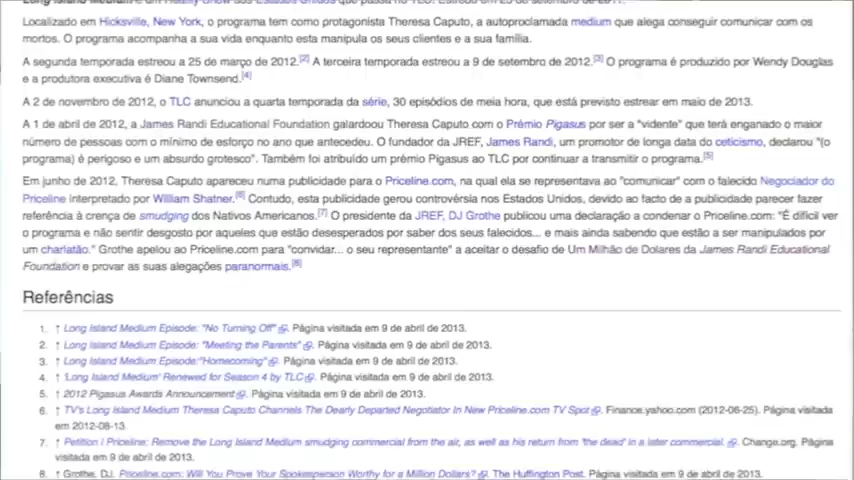 Localizado em Hicksville, New York, o programa tem como protagonista Theresa Caputo, a autoproclamada medium que alega conseguir comunicar com os
mortos. O programa acompanha a sua vida enquanto esta manipula os seus clientes e a sua família.
A segunda temporada estreou a 25 de março de 2012.[2] A terceira temporada estreou a 9 de setembro de 2012.[3] O programa é produzido por Wendy Douglas
e a produtora executiva é Diane Townsend.[4]
A 2 de novembro de 2012, o TLC anunciou a quarta temporada da série, 30 episódios de meia hora, que está previsto estrear em maio de 2013.
A 1 de abril de 2012, a James Randi Educational Foundation galardoou Theresa Caputo com o Prémio Pigasus por ser a "vidente" que terá enganado o maior
número de pessoas com o mínimo de esforço no ano que antecedeu. O fundador da JREF, James Randi, um promotor de longa data do ceticismo, declarou "(o
programa) é perigoso e um absurdo grotesco". Também foi atribuído um prémio Pigasus ao TLC por continuar a transmitir o programa.[5]
Em junho de 2012, Theresa Caputo apareceu numa publicidade para o Priceline.com, na qual ela se representava ao "comunicar" com o falecido Negociador do
Priceline interpretado por William Shatner.[6] Contudo, esta publicidade gerou controvérsia nos Estados Unidos, devido ao facto de a publicidade parecer fazer
referência à crença de smudging dos Nativos Americanos.[7] O presidente da JREF, DJ Grothe publicou uma declaração a condenar o Priceline.com: "É difícil ver
o programa e não sentir desgosto por aqueles que estão desesperados por saber dos seus falecidos... e mais ainda sabendo que estão a ser manipulados por
um charlatão." Grothe apelou ao Priceline.com para "convidar... o seu representante" a aceitar o desafio de Um Milhão de Dolares da James Randi Educational
Foundation e provar as suas alegações paranormais.[8]
Referências
1. ↑ Long Island Medium Episode: "No Turning Off". Página visitada em 9 de abril de 2013.
2. ↑ Long Island Medium Episode: "Meeting the Parents". Página visitada em 9 de abril de 2013.
3. ↑ Long Island Medium Episode:"Homecoming". Página visitada em 9 de abril de 2013.
4. ↑ 'Long Island Medium' Renewed for Season 4 by TLC. Página visitada em 9 de abril de 2013.
5. ↑ 2012 Pigasus Awards Announcement. Página visitada em 9 de abril de 2013.
6. ↑ TV's Long Island Medium Theresa Caputo Channels The Dearly Departed Negotiator In New Priceline.com TV Spot. Finance.yahoo.com (2012-06-25). Página visitada
em 2012-08-13.
7. ↑ Petition | Priceline: Remove the Long Island Medium smudging commercial from the air, as well as his return from 'the dead' in a later commercial. Change.org. Página
visitada em 9 de abril de 2013.
8. ↑ Grothe, DJ. Priceline.com: Will You Prove Your Spokesperson Worthy for a Million Dollars?. The Huffington Post. Página visitada em 9 de abril de 2013.